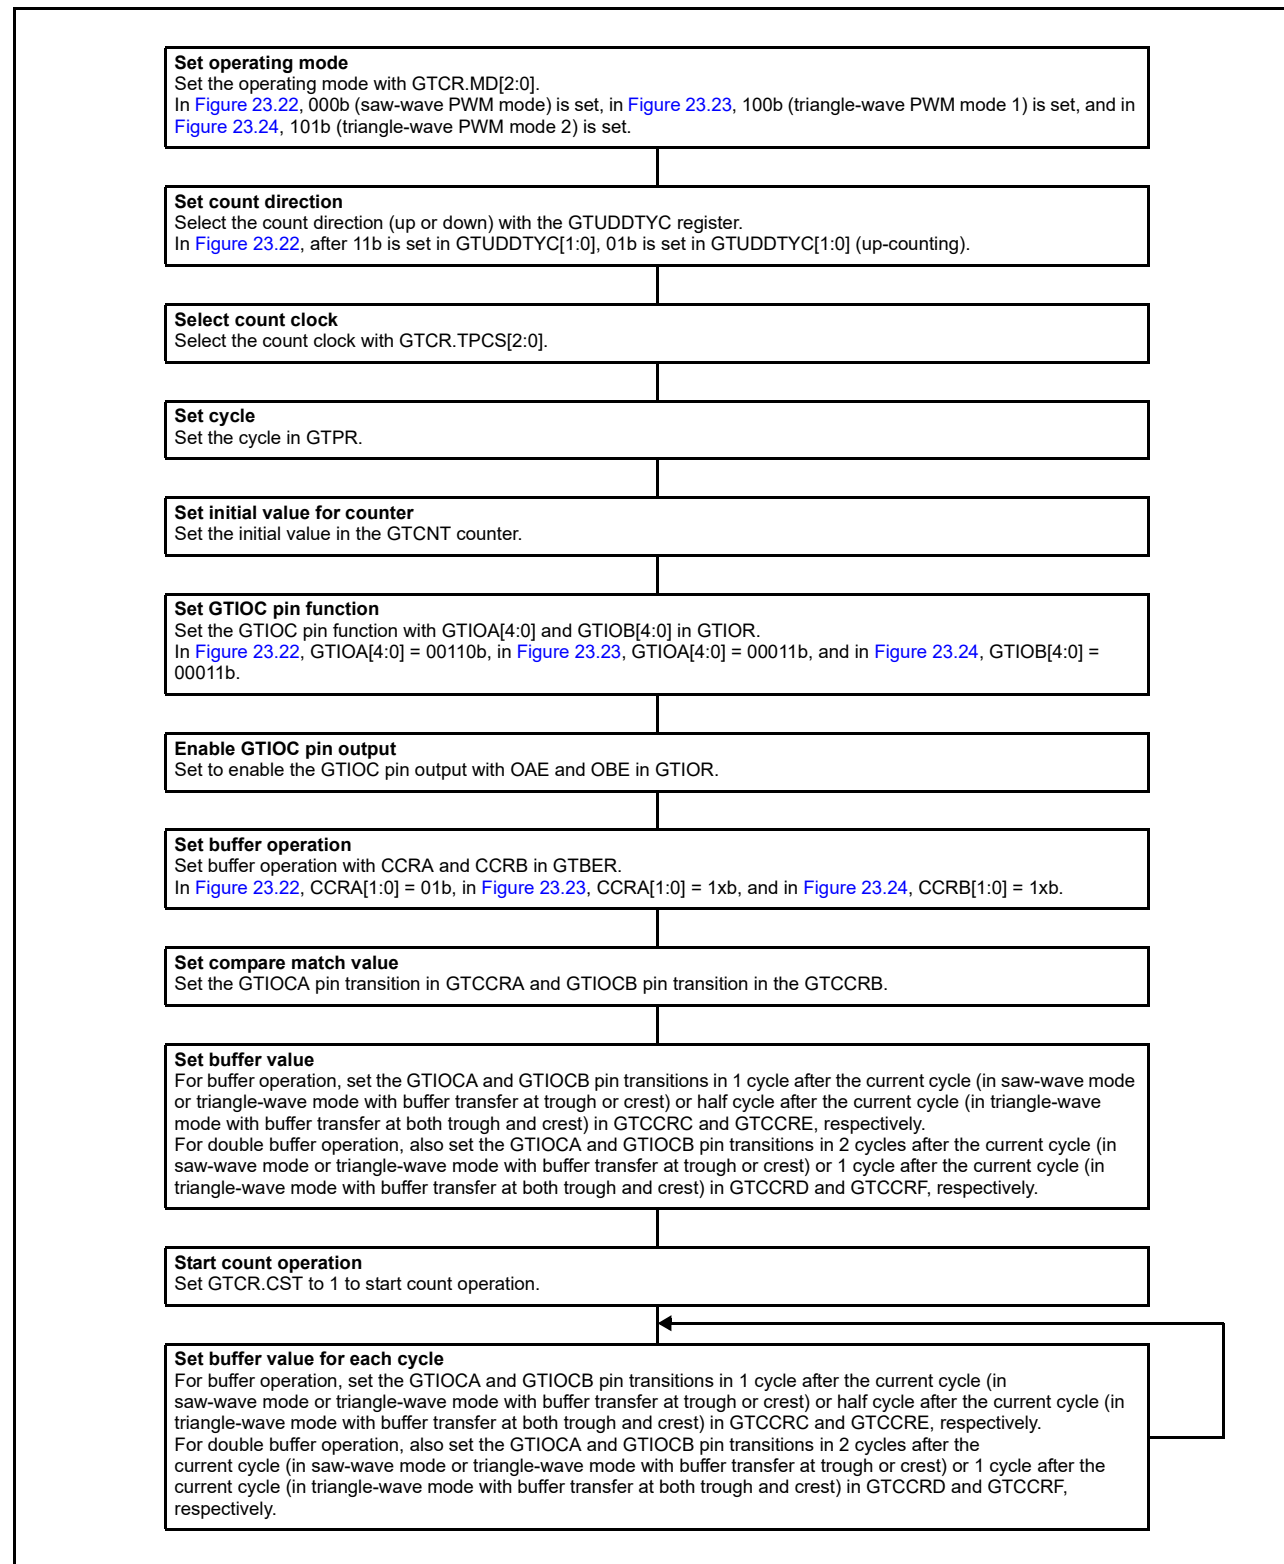 Set operating mode
Set the operating mode with GTCR.MD[2:0].
In Figure 23.22, 000b (saw-wave PWM mode) is set, in Figure 23.23, 100b (triangle-wave PWM mode 1) is set, and in
Figure 23.24, 101b (triangle-wave PWM mode 2) is set.
Set count direction
Select the count direction (up or down) with the GTUDDTYC register.
In Figure 23.22, after 11b is set in GTUDDTYC[1:0], 01b is set in GTUDDTYC[1:0] (up-counting).
Select count clock
Select the count clock with GTCR.TPCS[2:0].
Set cycle
Set the cycle in GTPR.
Set initial value for counter
Set the initial value in the GTCNT counter.
Set GTIOC pin function
Set the GTIOC pin function with GTIOA[4:0] and GTIOB[4:0] in GTIOR.
In Figure 23.22, GTIOA[4:0] = 00110b, in Figure 23.23, GTIOA[4:0] = 00011b, and in Figure 23.24, GTIOB[4:0] =
00011b.
Enable GTIOC pin output
Set to enable the GTIOC pin output with OAE and OBE in GTIOR.
Set buffer operation
Set buffer operation with CCRA and CCRB in GTBER.
In Figure 23.22, CCRA[1:0] = 01b, in Figure 23.23, CCRA[1:0] = 1xb, and in Figure 23.24, CCRB[1:0] = 1xb.
Set compare match value
Set the GTIOCA pin transition in GTCCRA and GTIOCB pin transition in the GTCCRB.
Set buffer value
For buffer operation, set the GTIOCA and GTIOCB pin transitions in 1 cycle after the current cycle (in saw-wave mode
or triangle-wave mode with buffer transfer at trough or crest) or half cycle after the current cycle (in triangle-wave
mode with buffer transfer at both trough and crest) in GTCCRC and GTCCRE, respectively.
For double buffer operation, also set the GTIOCA and GTIOCB pin transitions in 2 cycles after the current cycle (in
saw-wave mode or triangle-wave mode with buffer transfer at trough or crest) or 1 cycle after the current cycle (in
triangle-wave mode with buffer transfer at both trough and crest) in GTCCRD and GTCCRF, respectively.
Start count operation
Set GTCR.CST to 1 to start count operation.
Set buffer value for each cycle
For buffer operation, set the GTIOCA and GTIOCB pin transitions in 1 cycle after the current cycle (in
saw-wave mode or triangle-wave mode with buffer transfer at trough or crest) or half cycle after the current cycle (in
triangle-wave mode with buffer transfer at both trough and crest) in GTCCRC and GTCCRE, respectively.
For double buffer operation, also set the GTIOCA and GTIOCB pin transitions in 2 cycles after the
current cycle (in saw-wave mode or triangle-wave mode with buffer transfer at trough or crest) or 1 cycle after the
current cycle (in triangle-wave mode with buffer transfer at both trough and crest) in GTCCRD and GTCCRF,
respectively.